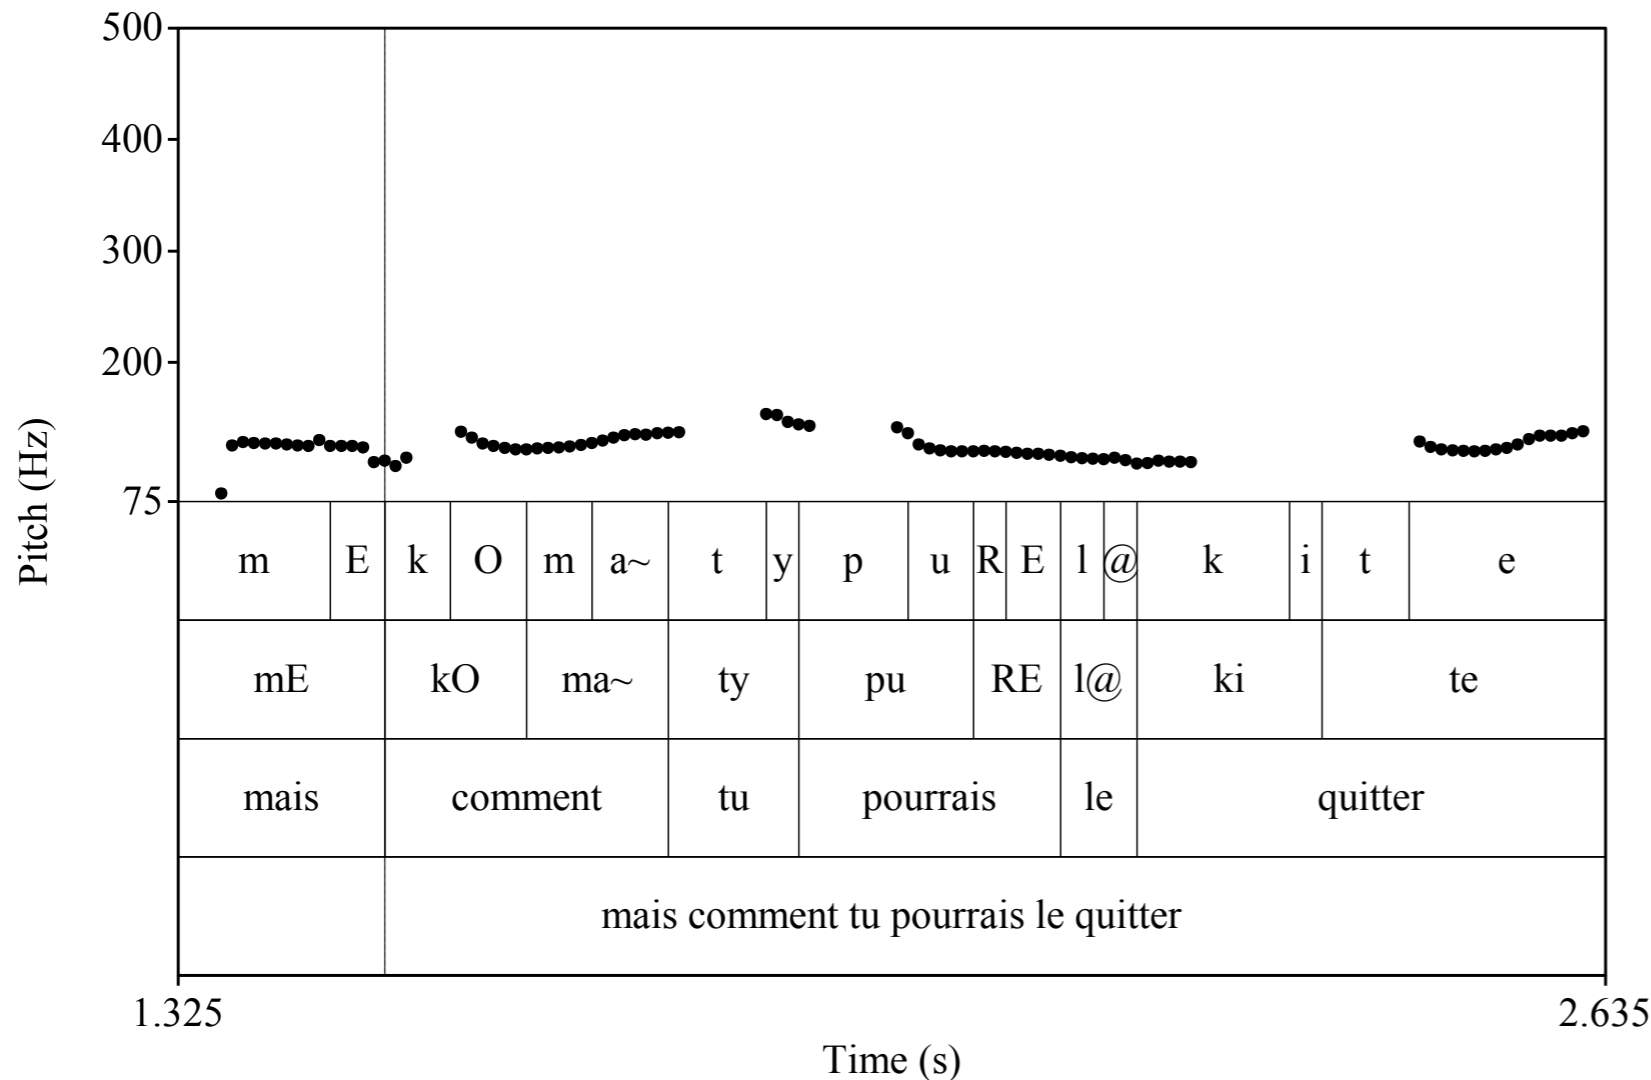 500
400
300
200
75
Pitch (Hz)
m E k O m a~ t y p u R E l @ k i t e
mE kO ma~ ty pu RE l@ ki te
mais comment tu pourrais le quitter
mais comment tu pourrais le quitter
1.325 2.635
Time (s)